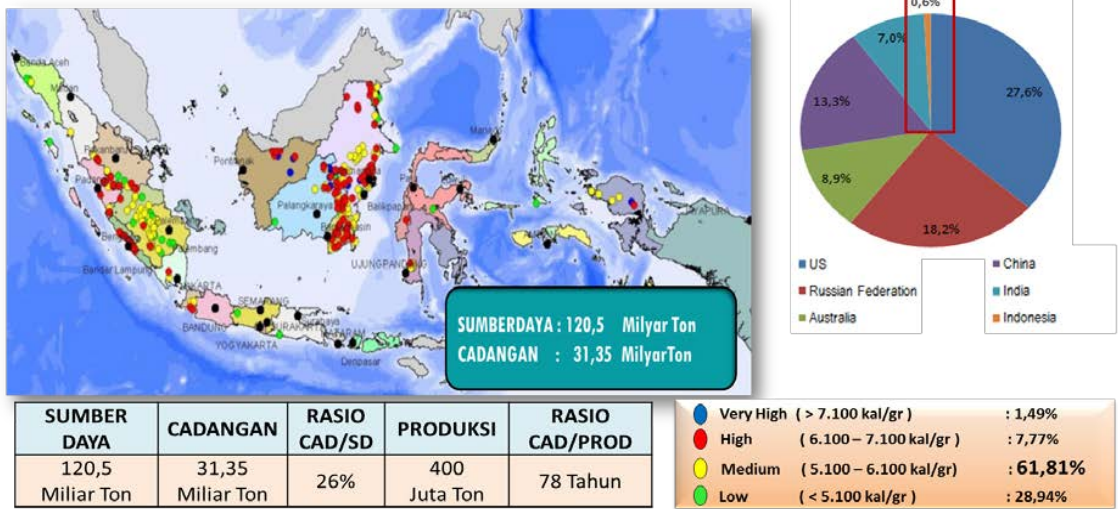 Banda Aceh
Medan
Pekanbaru
Padang
Bengkulu
Palembang
Bandar Lampung
JAKARTA
BANDUNG
SEMARANG
SURAKARTA
YOGYAKARTA
Surabaya
MATARAM
Denpasar
Pontianak
Palangkaraya
Balikpapan
Banjarmasin
UJUNGPANDANG
Manado
JAYAPURA
SUMBERDAYA : 120,5 Milyar Ton
CADANGAN : 31,35 MilyarTon
0,6%
7,0%
27,6%
13,3%
8,9%
18,2%
US
China
Russian Federation
India
Australia
Indonesia
SUMBER DAYA
CADANGAN
RASIO CAD/SD
PRODUKSI
RASIO CAD/PROD
120,5 Miliar Ton
31,35 Miliar Ton
26%
400 Juta Ton
78 Tahun
Very High ( > 7.100 kal/gr ) : 1,49%
High ( 6.100 – 7.100 kal/gr ) : 7,77%
Medium ( 5.100 – 6.100 kal/gr ) : 61,81%
Low ( < 5.100 kal/gr ) : 28,94%